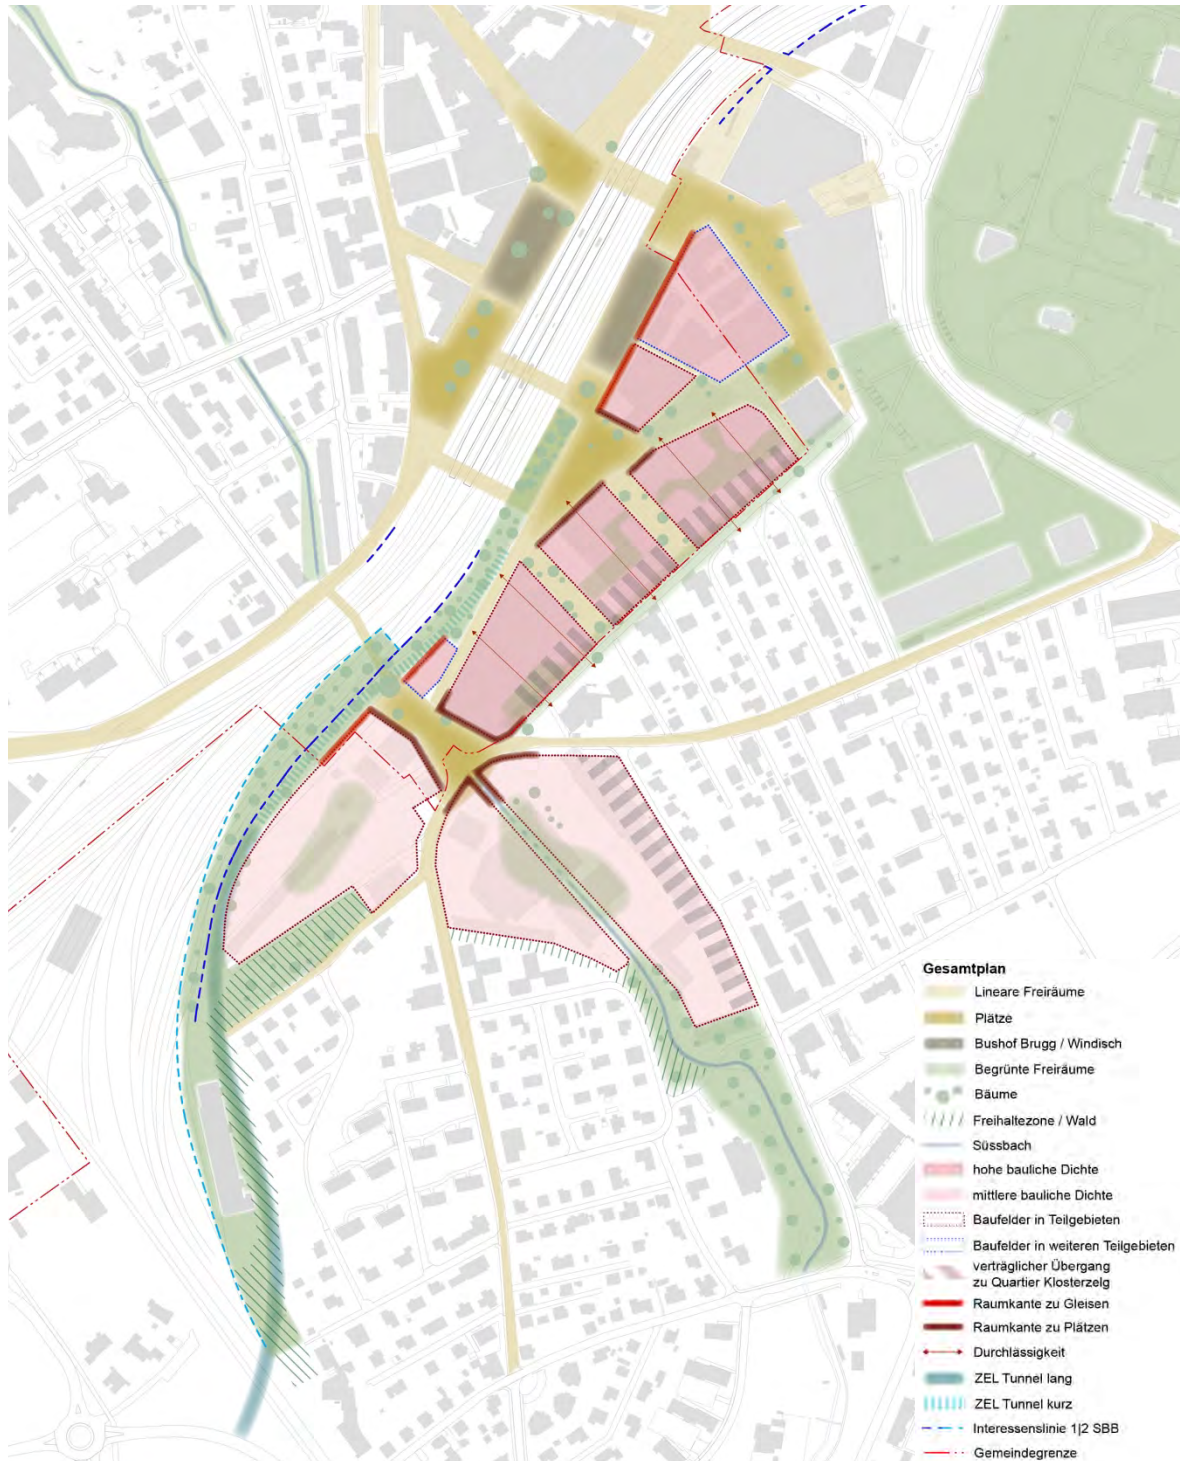 Gesamtplan
Lineare Freiräume
Plätze
Bushof Brugg / Windisch
Begrünte Freiräume
Bäume
Freihaltezone / Wald
Süssbach
hohe bauliche Dichte
mittlere bauliche Dichte
Baufelder in Teilgebieten
Baufelder in weiteren Teilgebieten
verträglicher Übergang
zu Quartier Klosterzelg
Raumkante zu Gleisen
Raumkante zu Plätzen
Durchlässigkeit
ZEL Tunnel lang
ZEL Tunnel kurz
Interessenslinie 1|2 SBB
Gemeindegrenze